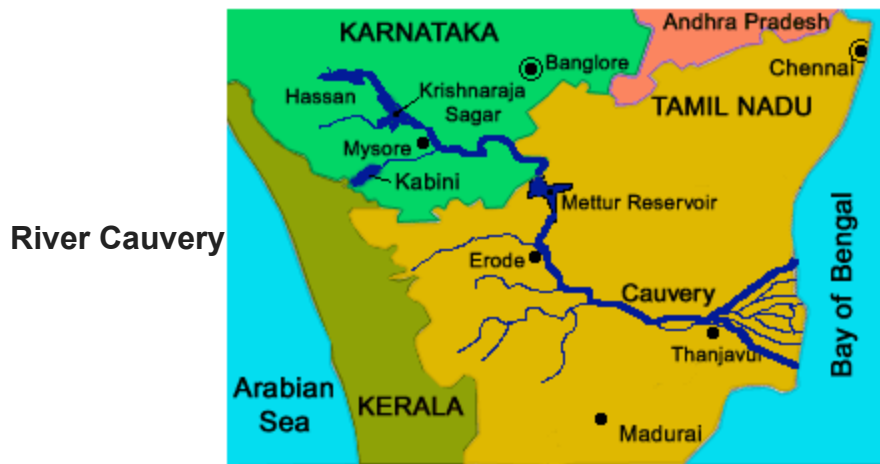 River Cauvery
KARNATAKA
Andhra Pradesh
Banglore
Chennai
Hassan
Krishnaraja
Sagar
TAMIL NADU
Mysore
Kabini
Mettur Reservoir
Erode
Cauvery
Bay of Bengal
Thanjavur
Arabian
Sea
KERALA
Madurai